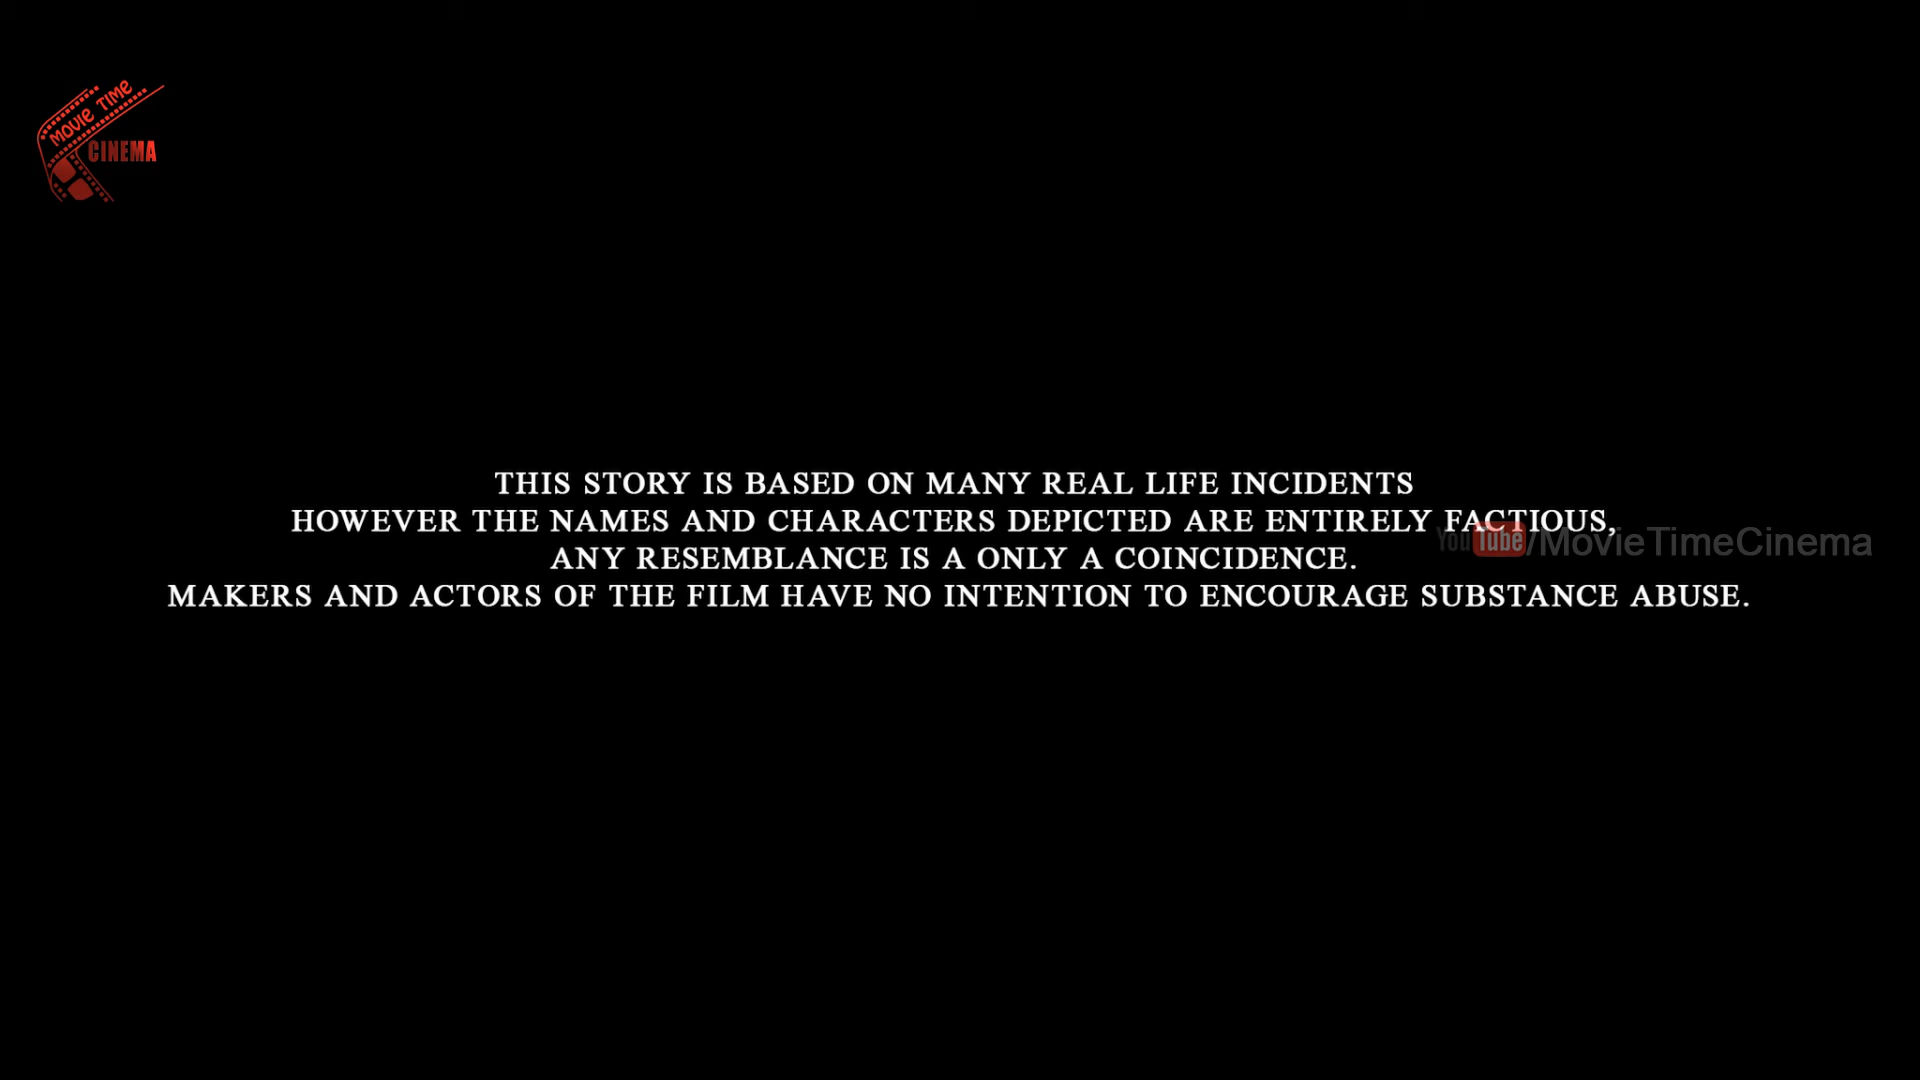 MOVIE TIME
CINEMA
THIS STORY IS BASED ON MANY REAL LIFE INCIDENTS
HOWEVER THE NAMES AND CHARACTERS DEPICTED ARE ENTIRELY FACTIOUS,
YouTube/MovieTimeCinema
ANY RESEMBLANCE IS A ONLY A COINCIDENCE.
MAKERS AND ACTORS OF THE FILM HAVE NO INTENTION TO ENCOURAGE SUBSTANCE ABUSE.